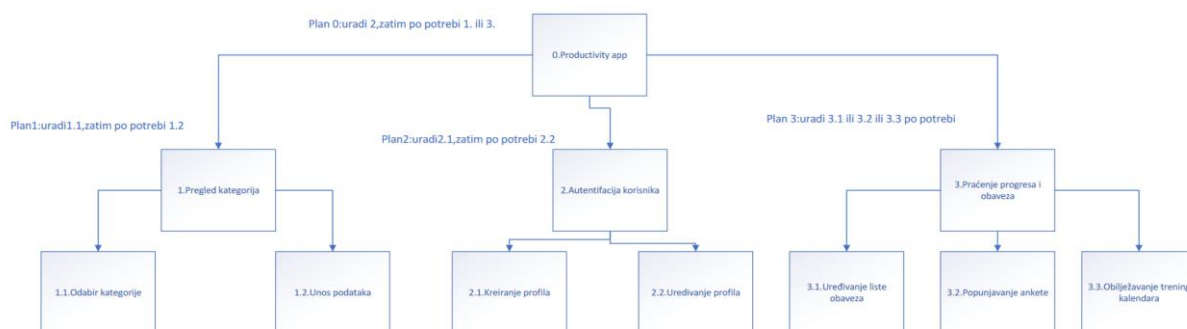 Plan 0:uradi 2,zatim po potrebi 1. ili 3.
0.Productivity app
Plan1:uradi1.1,zatim po potrebi 1.2
Plan2:uradi2.1,zatim po potrebi 2.2
Plan 3:uradi 3.1 ili 3.2 ili 3.3 po potrebi
1.Pregled kategorija
2.Autentifacija korisnika
3.Praćenje progresa i
obaveza
1.1.Odabir kategorije
1.2.Unos podataka
2.1.Kreiranje profila
2.2.Uređivanje profila
3.1.Uređivanje liste
obaveza
3.2.Popunjavanje ankete
3.3.Obilježavanje trening
kalendara